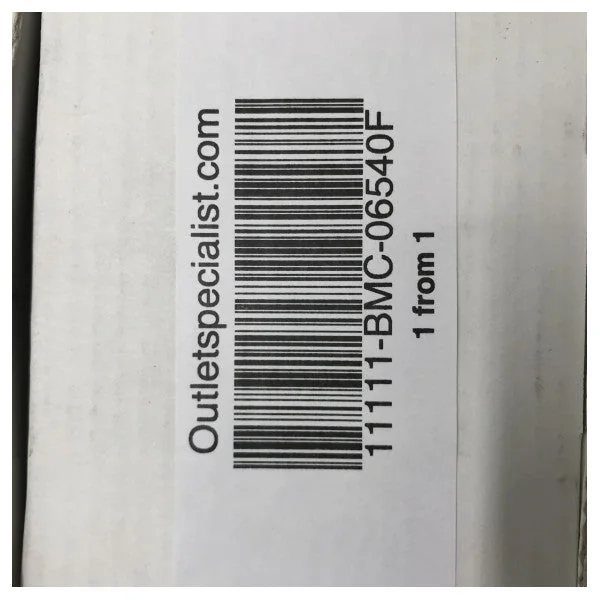 Outletspecialist.com
11111-BMC-06540F
1 from 1